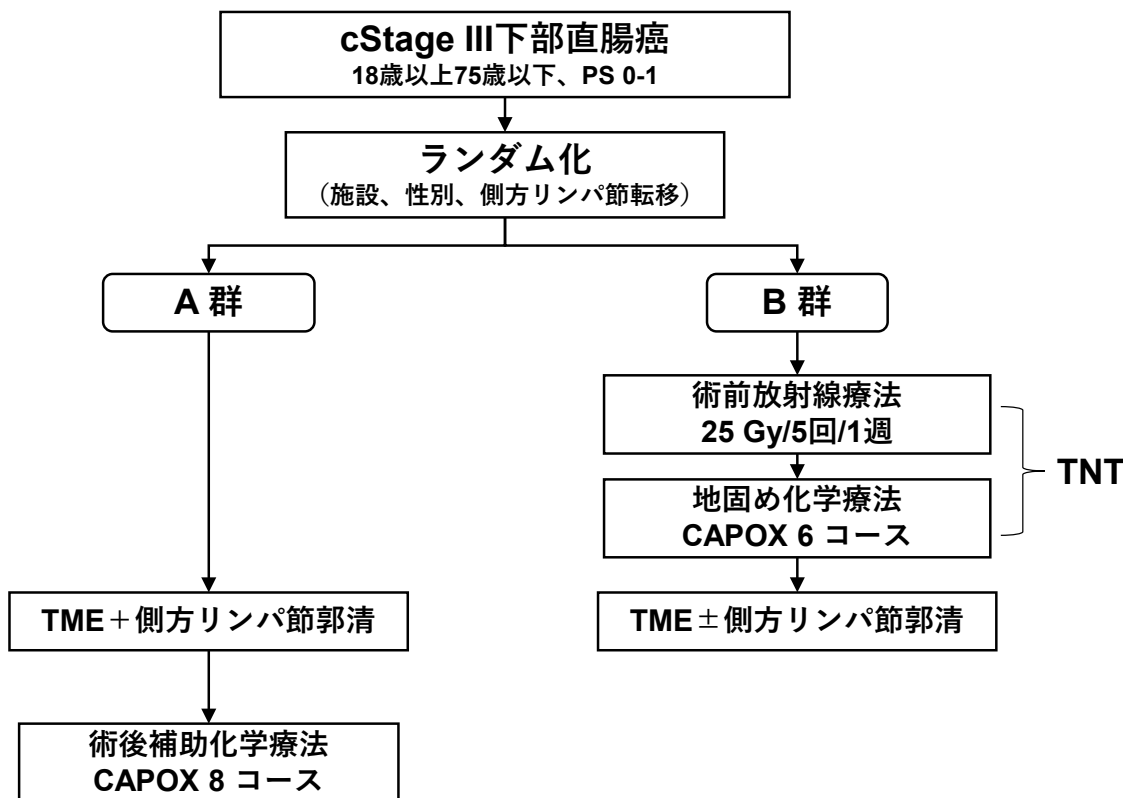 cStage III下部直腸癌
18歳以上75歳以下、PS 0-1
ランダム化
（施設、性別、側方リンパ節転移）
A 群
B 群
術前放射線療法
25 Gy/5回/1週
地固め化学療法
CAPOX 6 コース
TNT
TME＋側方リンパ節郭清
TME±側方リンパ節郭清
術後補助化学療法
CAPOX 8 コース